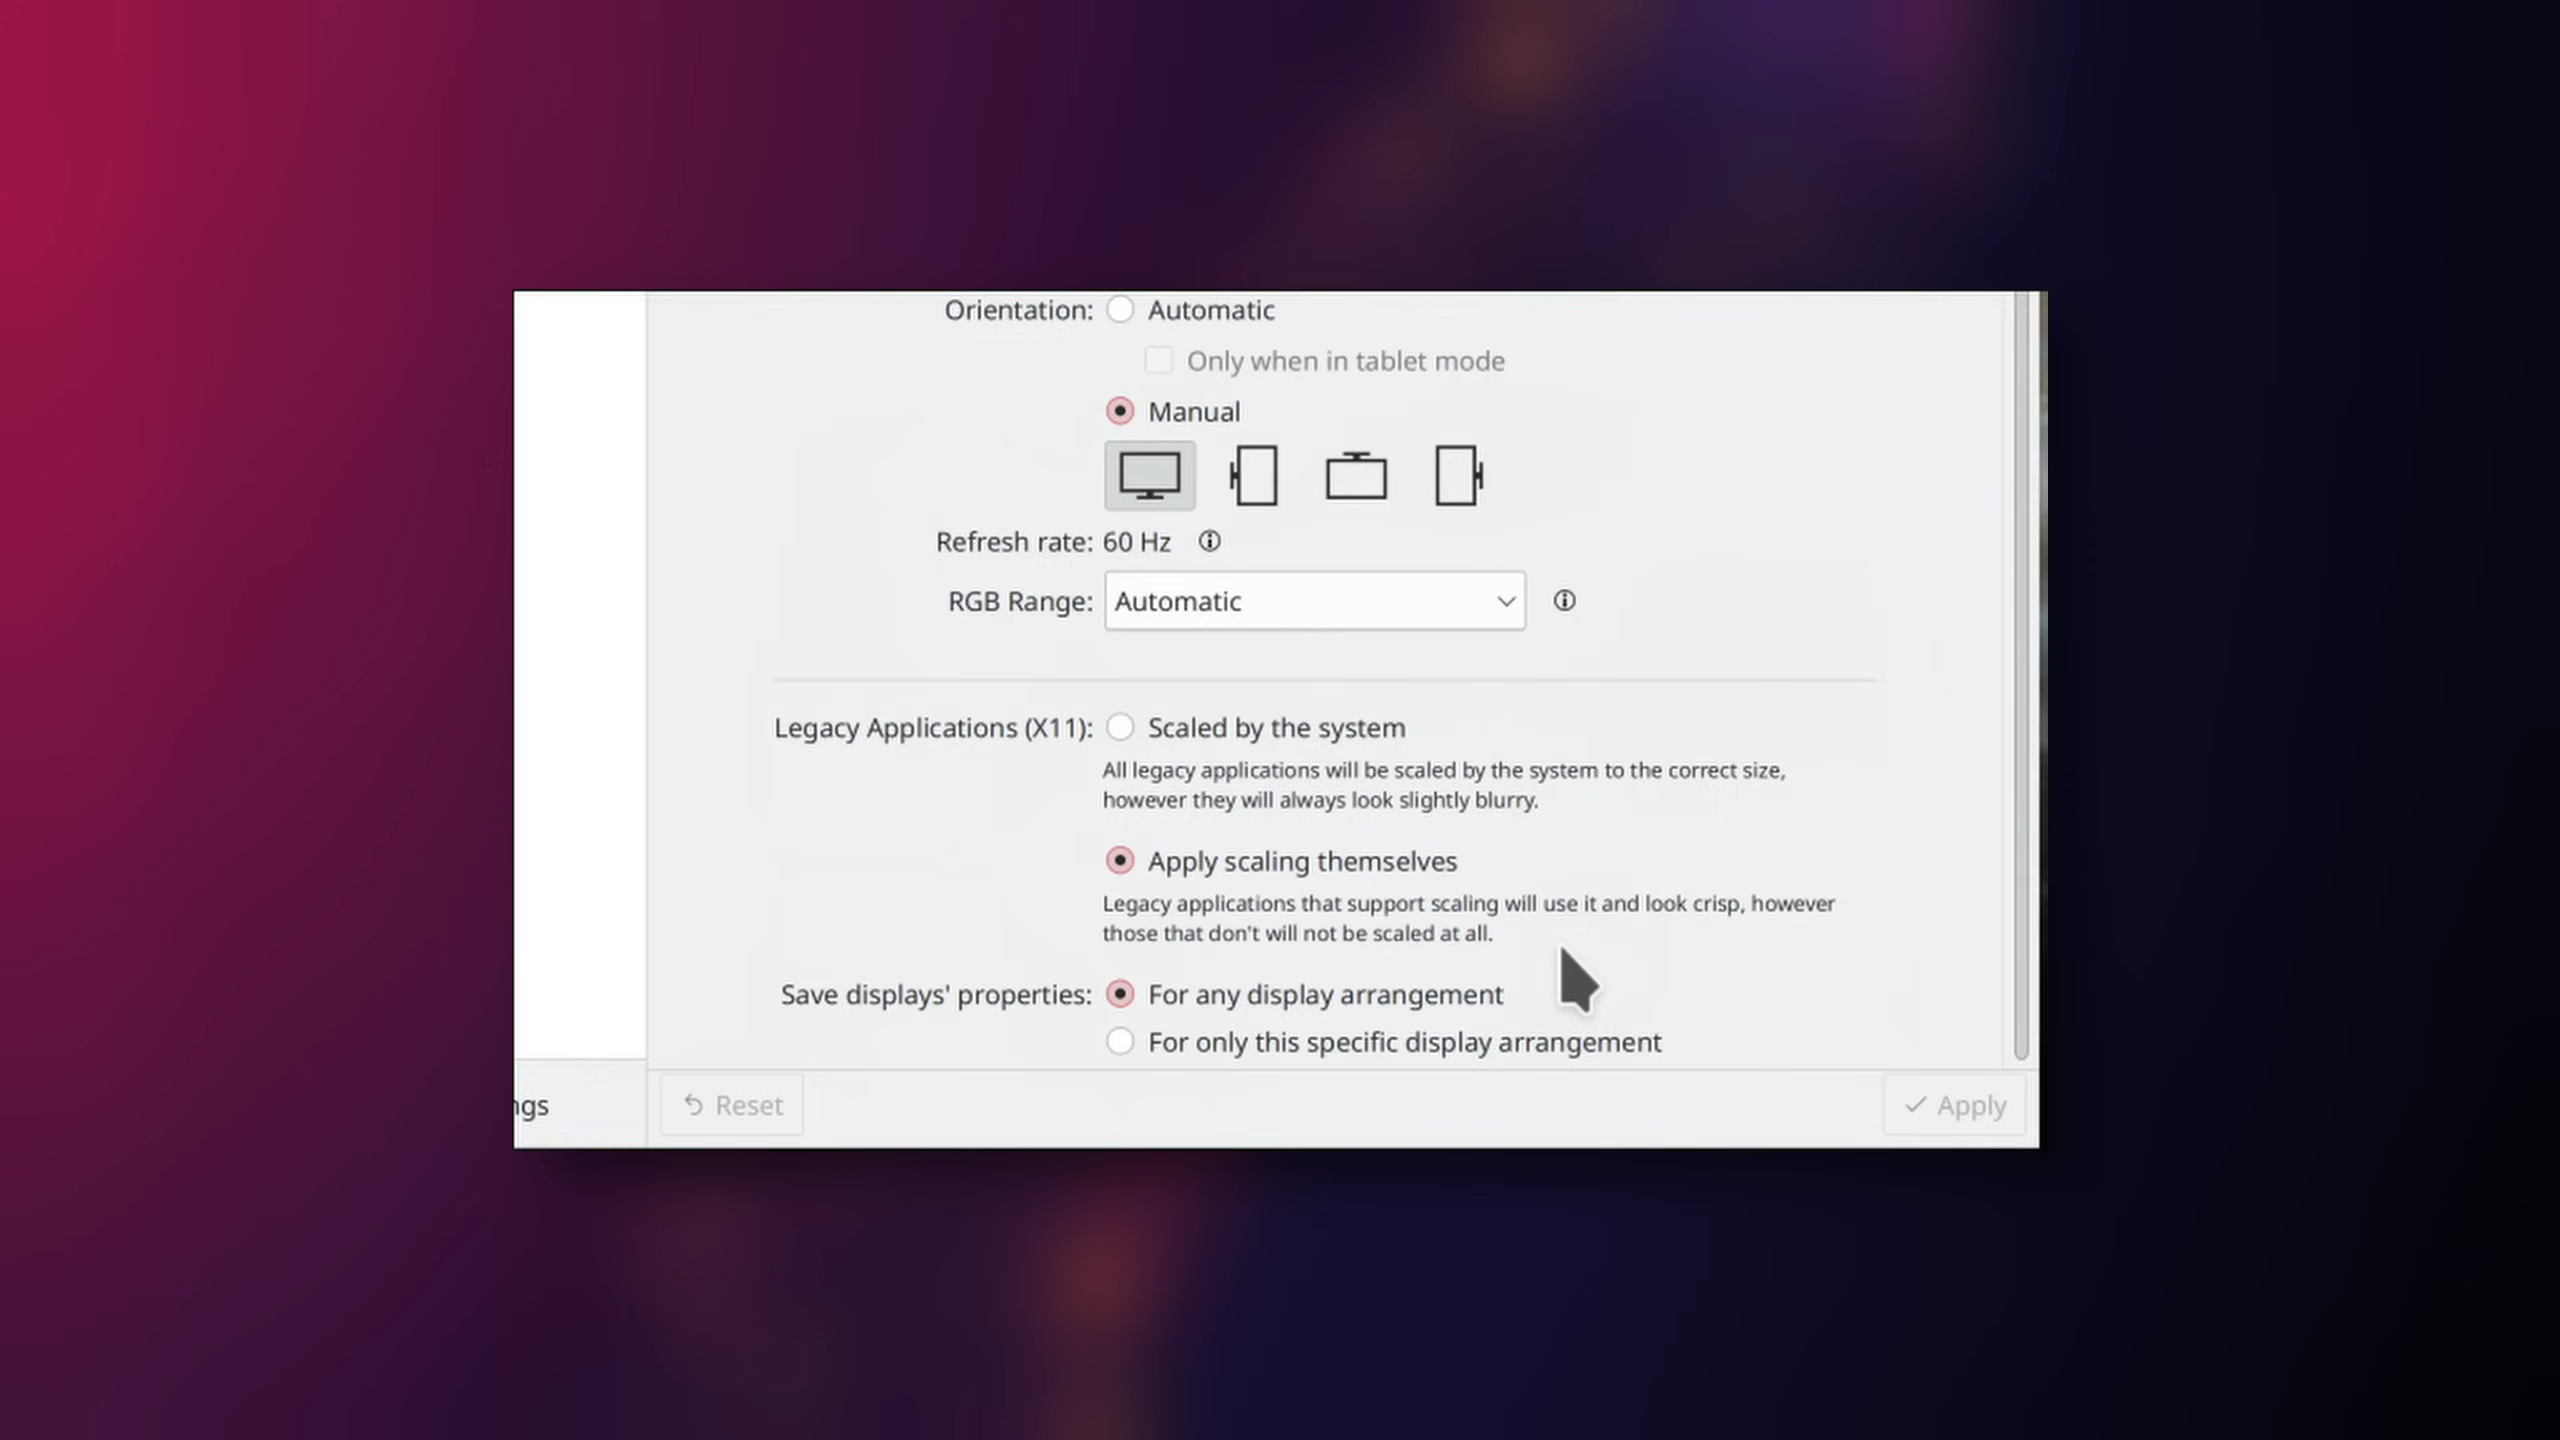 Orientation: Automatic
Only when in tablet mode
Manual
Refresh rate: 60 Hz
RGB Range: Automatic
Legacy Applications (X11): Scaled by the system
All legacy applications will be scaled by the system to the correct size,
however they will always look slightly blurry.
Apply scaling themselves
Legacy applications that support scaling will use it and look crisp, however
those that don't will not be scaled at all.
Save displays' properties: For any display arrangement
For only this specific display arrangement
ngs Reset Apply